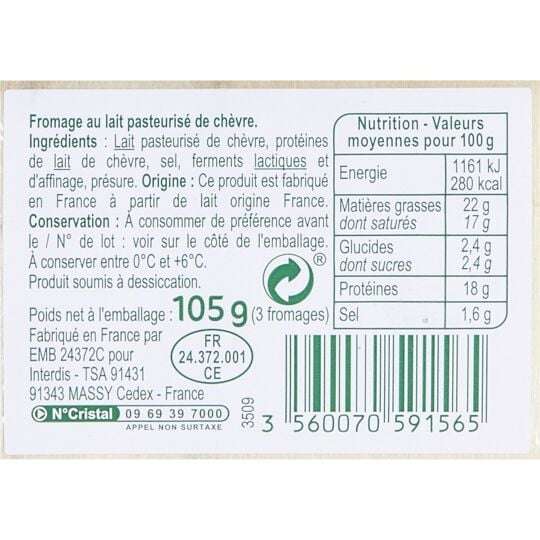 Fromage au lait pasteurisé de chèvre.
Ingrédients : Lait pasteurisé de chèvre, protéines
de lait de chèvre, sel, ferments lactiques et
d'affinage, présure. Origine : Ce produit est fabriqué
en France à partir de lait origine France.
Conservation : À consommer de préférence avant
le / N° de lot : voir sur le côté de l'emballage.
À conserver entre 0°C et +6°C.
Produit soumis à dessiccation.
®
Poids net à l'emballage : 105 g (3 fromages)
Fabriqué en France par
EMB 24372C pour
Interdis - TSA 91431
91343 MASSY Cedex - France
FR
24.372.001
CE
N°Cristal 09 69 39 7000
APPEL NON SURTAXE
3509
Nutrition - Valeurs
moyennes pour 100 g
Energie 1161 kJ
280 kcal
Matières grasses 22 g
dont saturés 17 g
Glucides 2,4 g
dont sucres 2,4 g
Protéines 18 g
Sel 1,6 g
3 560070 591565